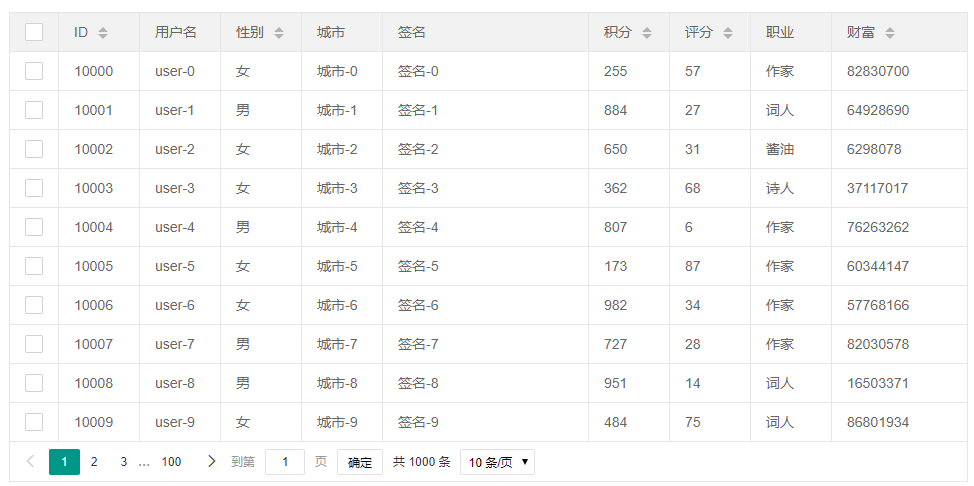 ID 用户名 性别 城市 签名 积分 评分 职业 财富
10000 user-0 女 城市-0 签名-0 255 57 作家 82830700
10001 user-1 男 城市-1 签名-1 884 27 词人 64928690
10002 user-2 女 城市-2 签名-2 650 31 酱油 6298078
10003 user-3 女 城市-3 签名-3 362 68 诗人 37117017
10004 user-4 男 城市-4 签名-4 807 6 作家 76263262
10005 user-5 女 城市-5 签名-5 173 87 作家 60344147
10006 user-6 女 城市-6 签名-6 982 34 作家 57768166
10007 user-7 男 城市-7 签名-7 727 28 作家 82030578
10008 user-8 男 城市-8 签名-8 951 14 词人 16503371
10009 user-9 女 城市-9 签名-9 484 75 词人 86801934
1 2 3 … 100 到第 1 页 确定 共 1000 条 10 条/页